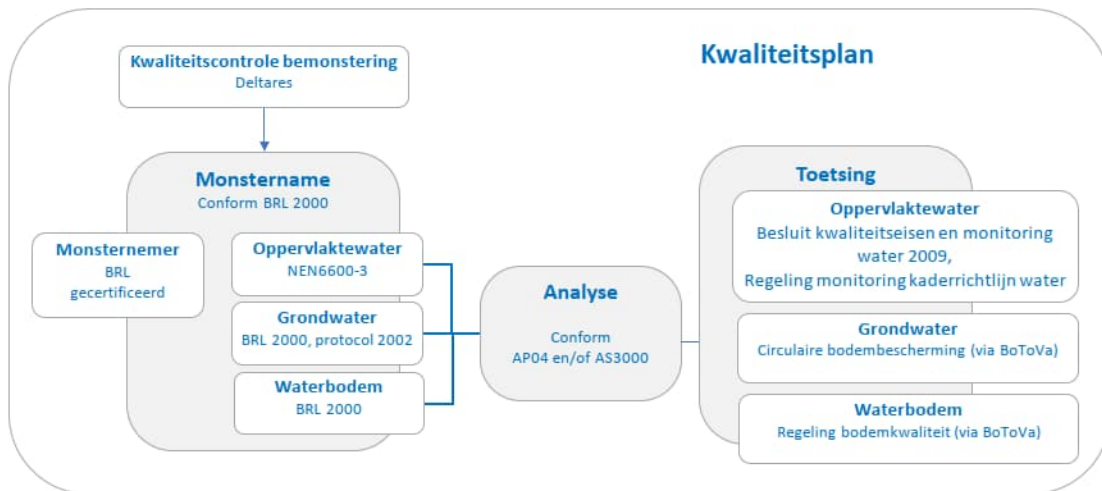 Kwaliteitsplan
Kwaliteitscontrole bemonstering
Deltares
Monstername
Conform BRL 2000
Monsternemer
BRL
gecertificeerd
Oppervlaktewater
NEN6600-3
Grondwater
BRL 2000, protocol 2002
Waterbodem
BRL 2000
Analyse
Conform
AP04 en/of AS3000
Toetsing
Oppervlaktewater
Besluit kwaliteitseisen en monitoring
water 2009,
Regeling monitoring kaderrichtlijn water
Grondwater
Circulaire bodembescherming (via BoToVa)
Waterbodem
Regeling bodemkwaliteit (via BoToVa)